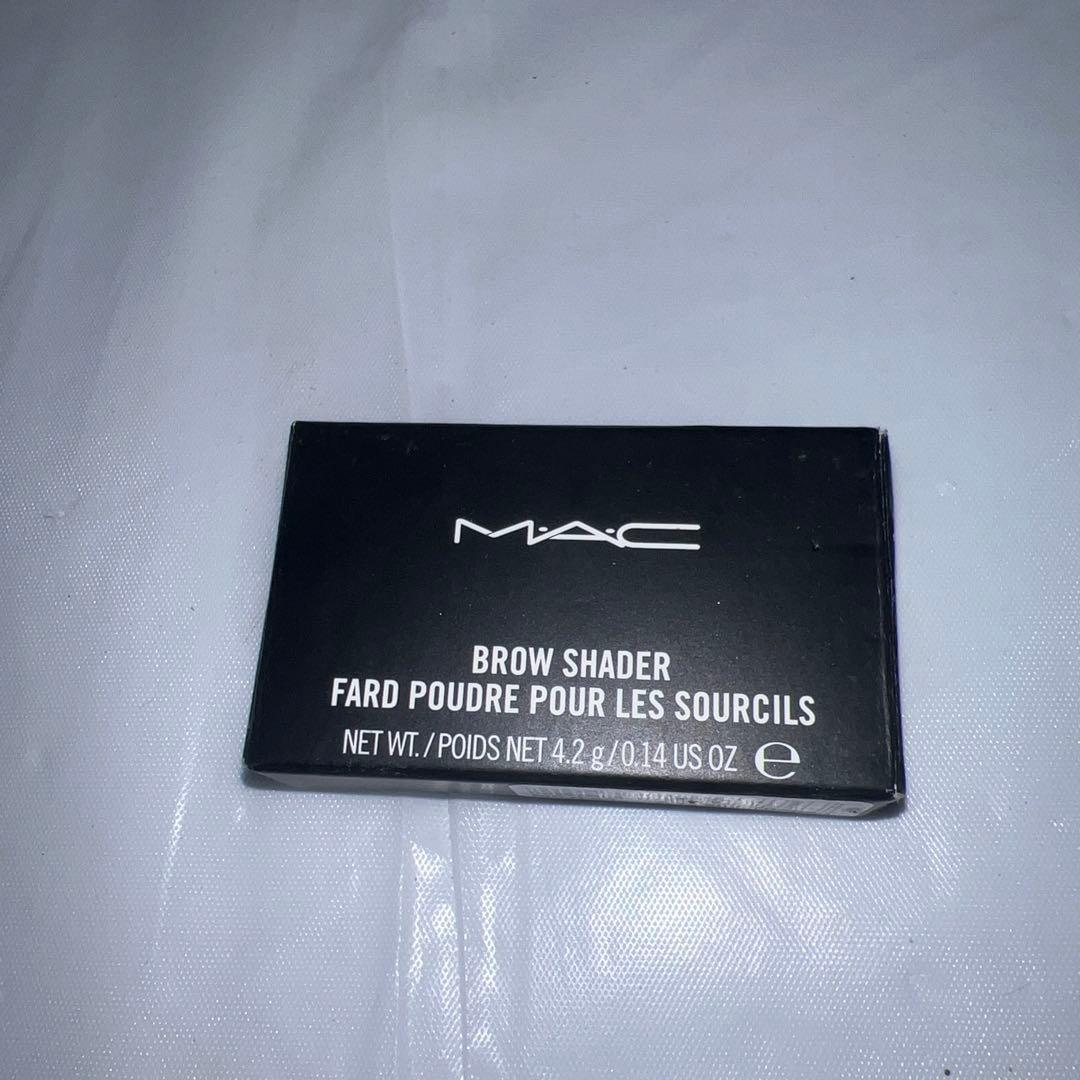 M·A·C
BROW SHADER
FARD POUDRE POUR LES SOURCILS
NET WT. / POIDS NET 4.2 g / 0.14 US OZ ℮